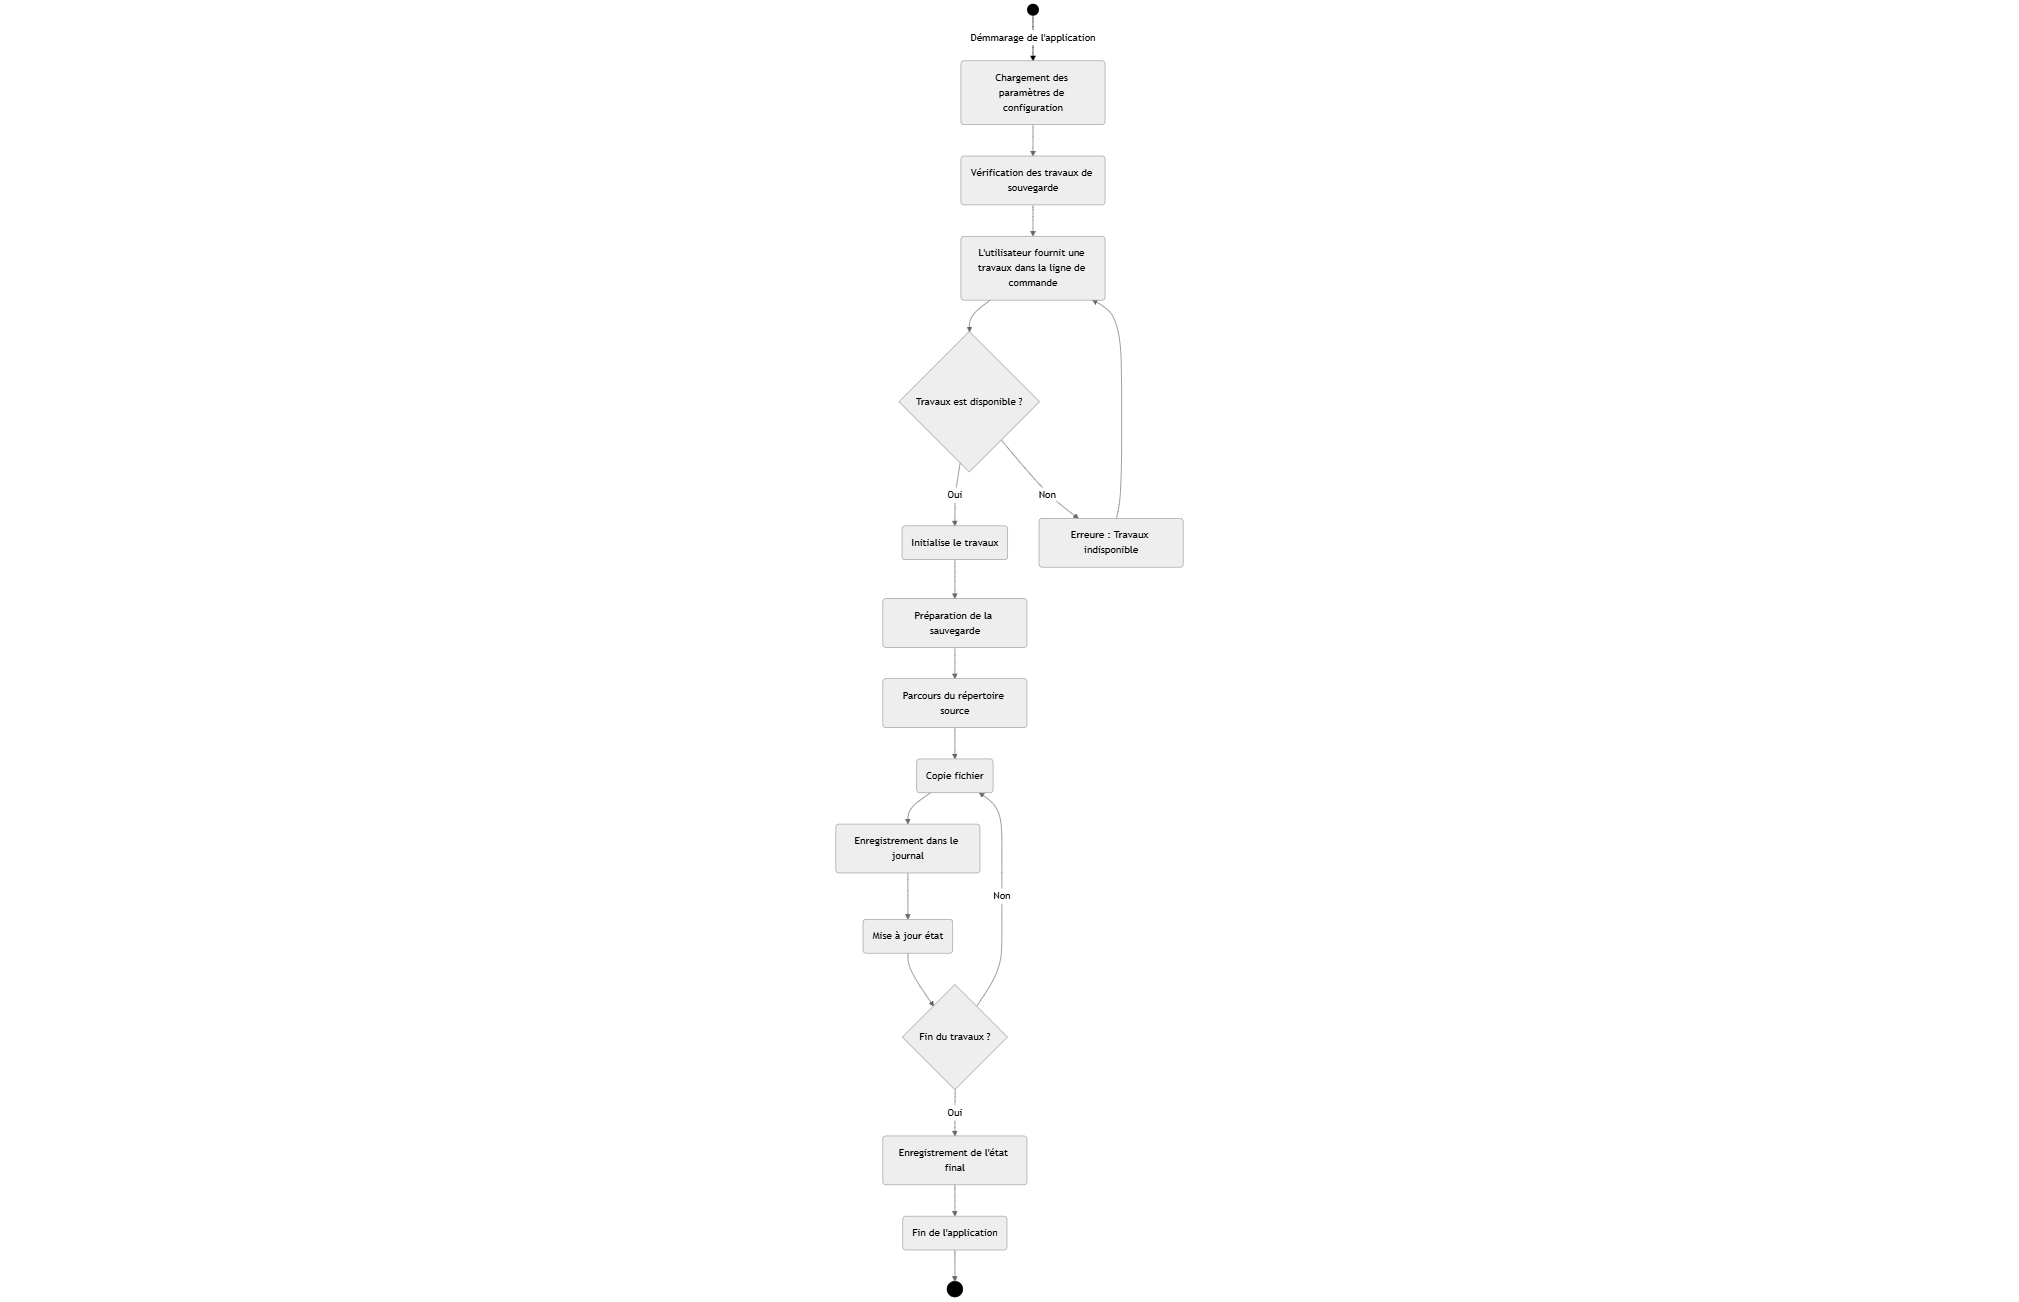 Démmarage de l'application
Chargement des
paramètres de
configuration
Vérification des travaux de
souvegarde
L'utilisateur fournit une
travaux dans la ligne de
commande
Travaux est disponible ?
Oui
Non
Initialise le travaux
Erreure : Travaux
indisponible
Préparation de la
sauvegarde
Parcours du répertoire
source
Copie fichier
Enregistrement dans le
journal
Non
Mise à jour état
Fin du travaux ?
Oui
Enregistrement de l'état
final
Fin de l'application